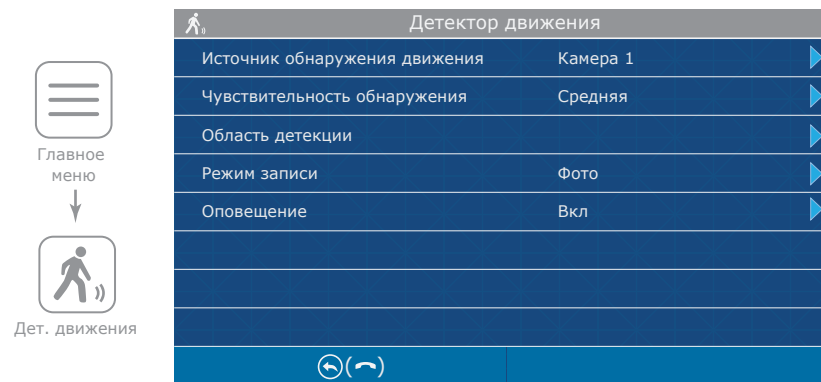 Детектор движения
Главное
меню
Дет. движения
Источник обнаружения движения Камера 1
Чувствительность обнаружения Средняя
Область детекции
Режим записи Фото
Оповещение Вкл